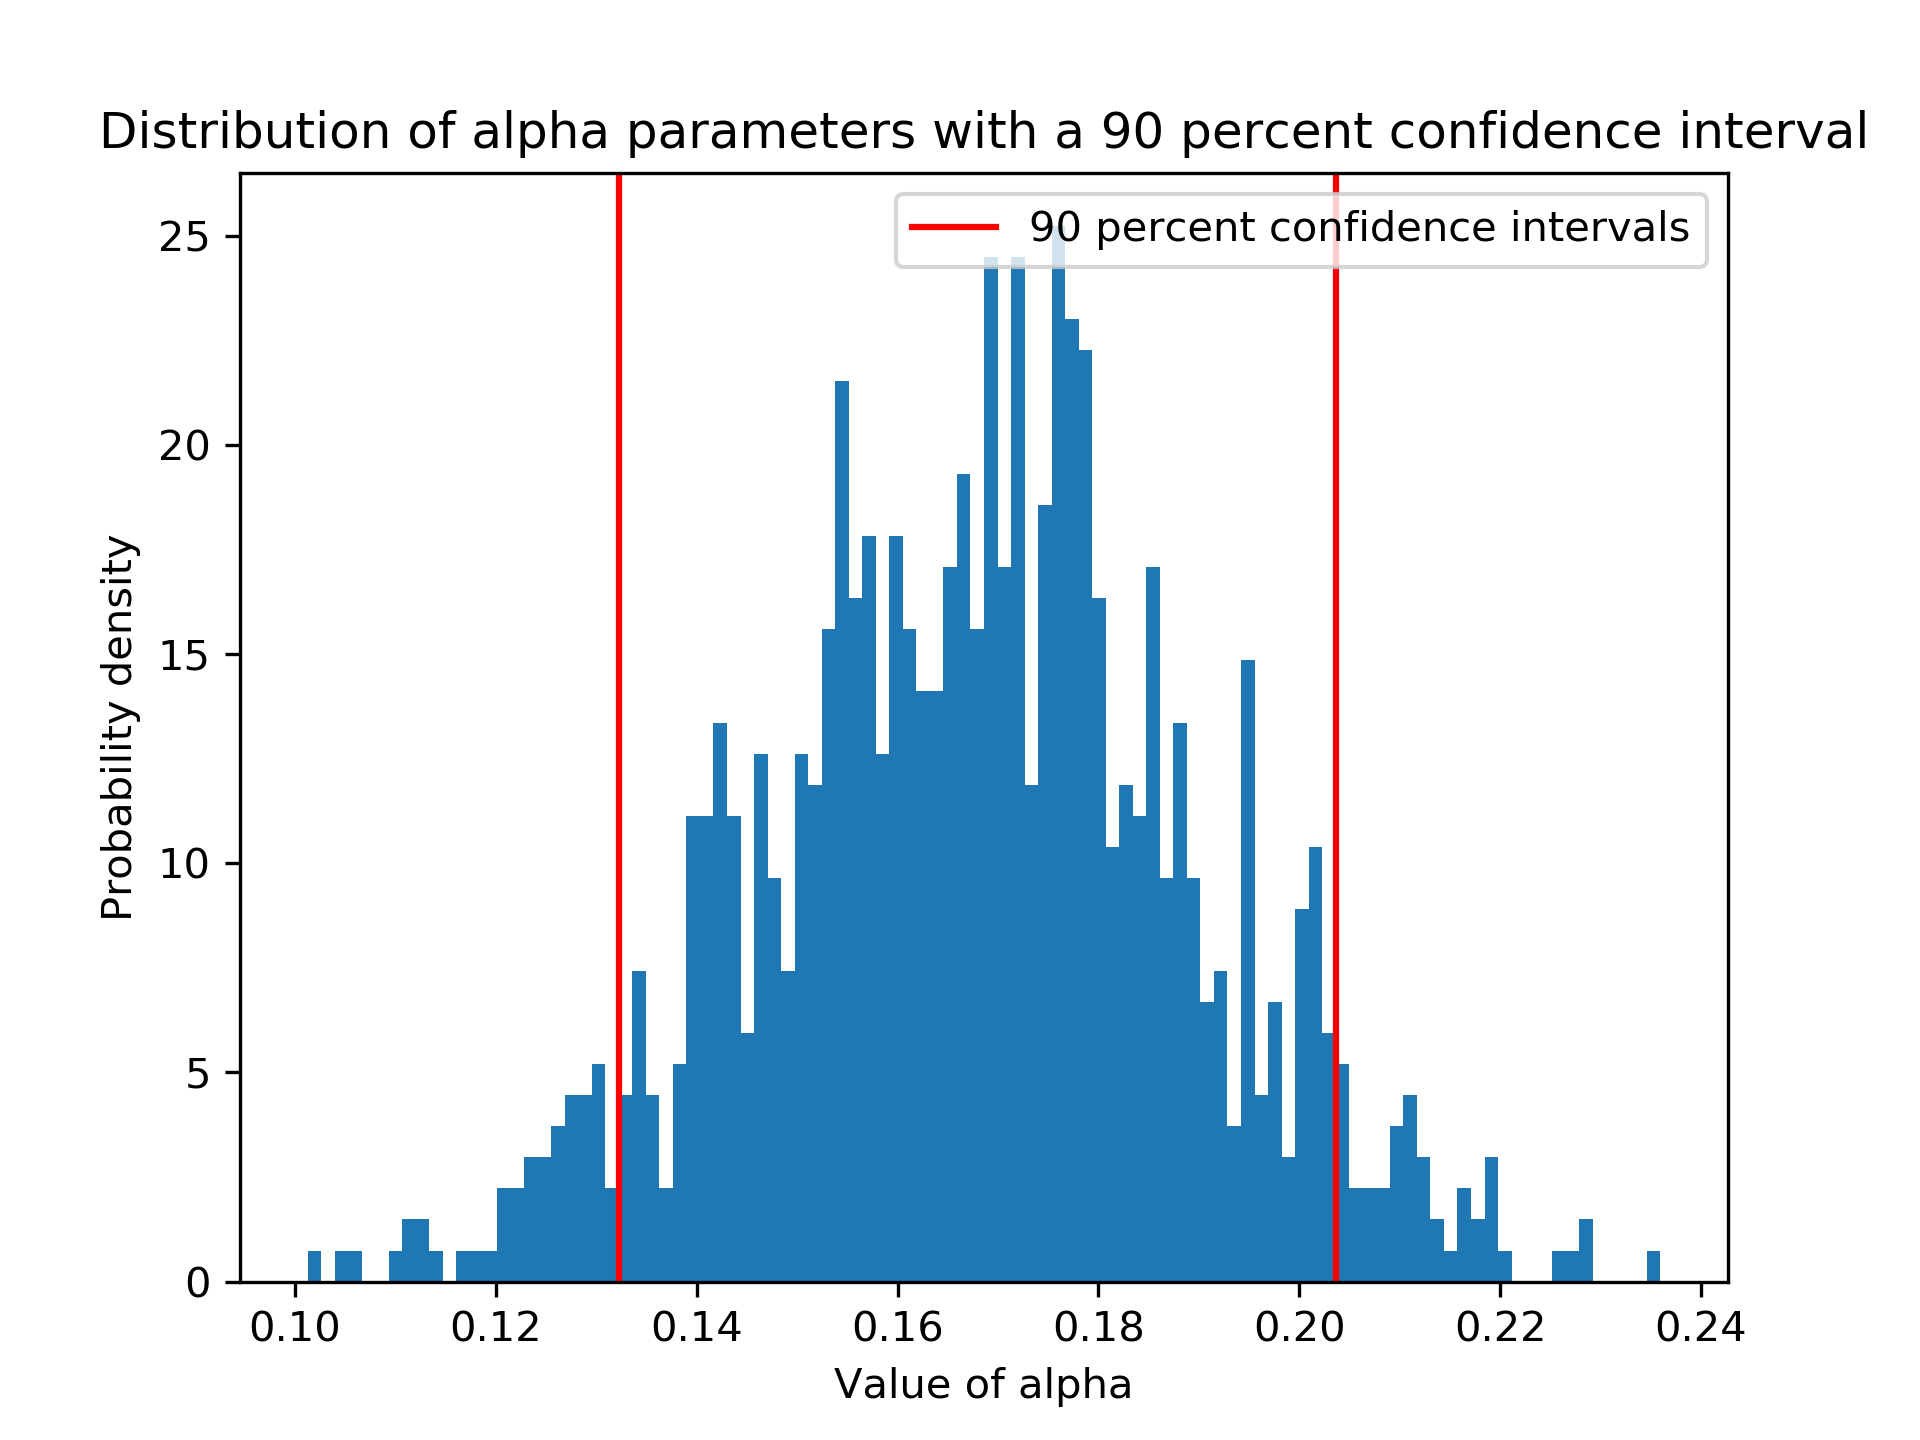 Distribution of alpha parameters with a 90 percent confidence interval
90 percent confidence intervals
25
20
15
10
5
0
Probability density
0.10 0.12 0.14 0.16 0.18 0.20 0.22 0.24
Value of alpha